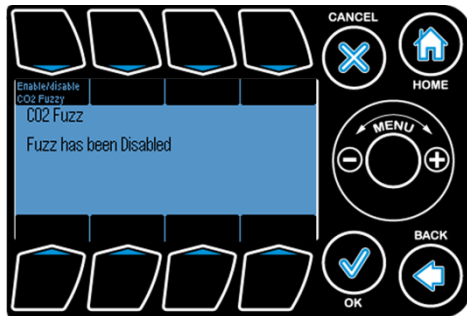 CANCEL
HOME
Enable/disable
CO2 Fuzzy
CO2 Fuzz
Fuzz has been Disabled
MENU
BACK
OK